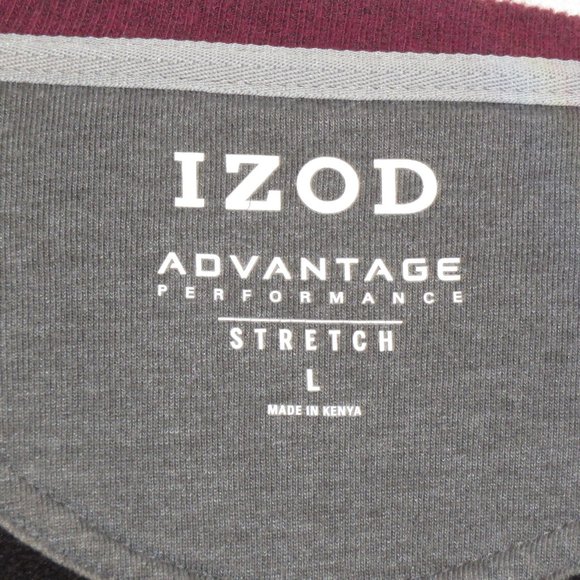 IZOD
ADVANTAGE
PERFORMANCE
STRETCH
L
MADE IN KENYA